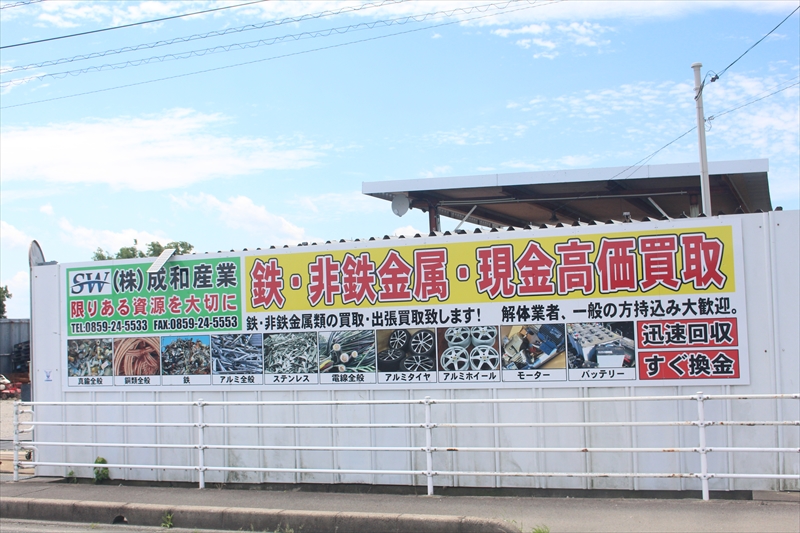 SW (株)成和産業
限りある資源を大切に
TEL:0859-24-5533 FAX:0859-24-5553
鉄・非鉄金属・現金高価買取
鉄・非鉄金属類の買取・出張買取致します! 解体業者、一般の方持込み大歓迎。
真鍮全般 銅類全般 鉄 アルミ全般 ステンレス 電線全般 アルミタイヤ アルミホイール モーター バッテリー
迅速回収
すぐ換金